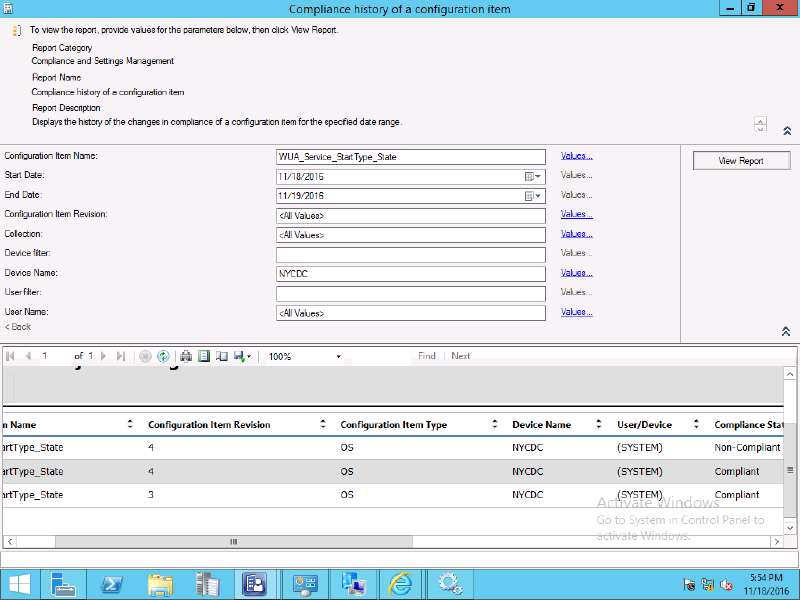 Compliance history of a configuration item
To view the report, provide values for the parameters below, then click View Report.
Report Category
Compliance and Settings Management
Report Name
Compliance history of a configuration item
Report Description
Displays the history of the changes in compliance of a configuration item for the specified date range.
Configuration Item Name: WUA_Service_StartType_State Values... View Report
Start Date: 11/18/2016 Values...
End Date: 11/19/2016 Values...
Configuration Item Revision: <All Values> Values...
Collection: <All Values> Values...
Device filter: Values...
Device Name: NYCDC Values...
User filter: Values...
User Name: <All Values> Values...
< Back
1 of 1 100% Find Next
n Name Configuration Item Revision Configuration Item Type Device Name User/Device Compliance Stat
artType_State 4 OS NYCDC (SYSTEM) Non-Compliant
artType_State 4 OS NYCDC (SYSTEM) Compliant
artType_State 3 OS NYCDC (SYSTEM) Compliant
Activate Windows
Go to System in Control Panel to
activate Windows.
5:54 PM
11/18/2016